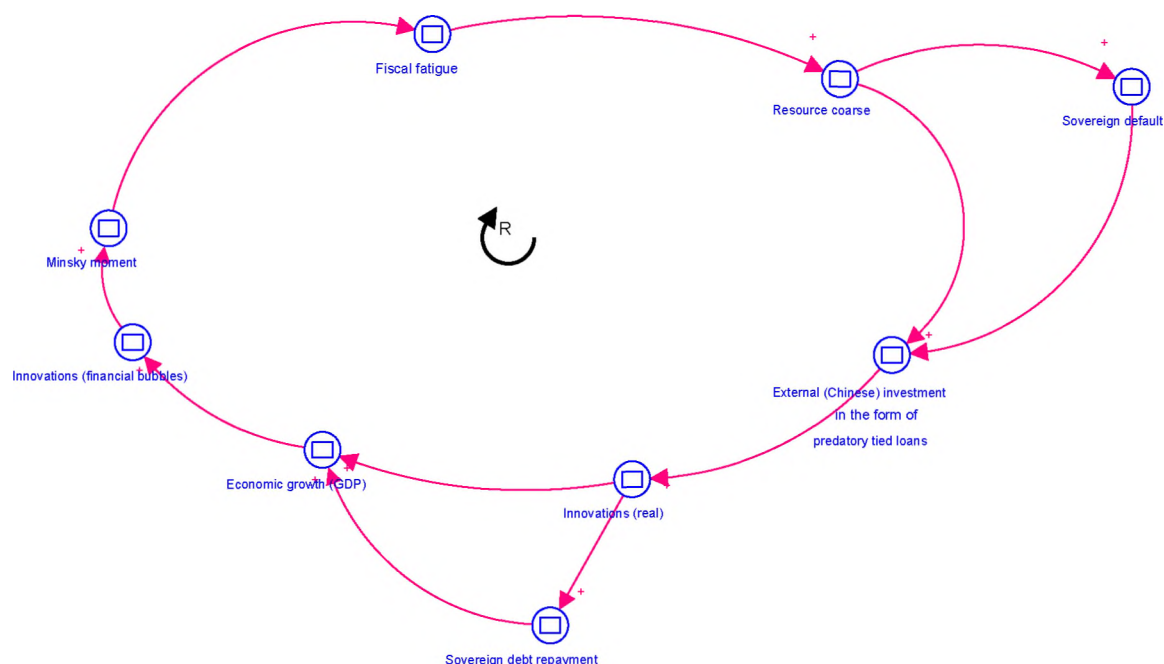 Fiscal fatigue
+
Resource coarse
+
Sovereign default
R
Minsky moment
+
Innovations (financial bubbles)
+
External (Chinese) investment
in the form of
predatory tied loans
+
Economic growth (GDP)
+
+
Innovations (real)
+
Sovereign debt repayment
+